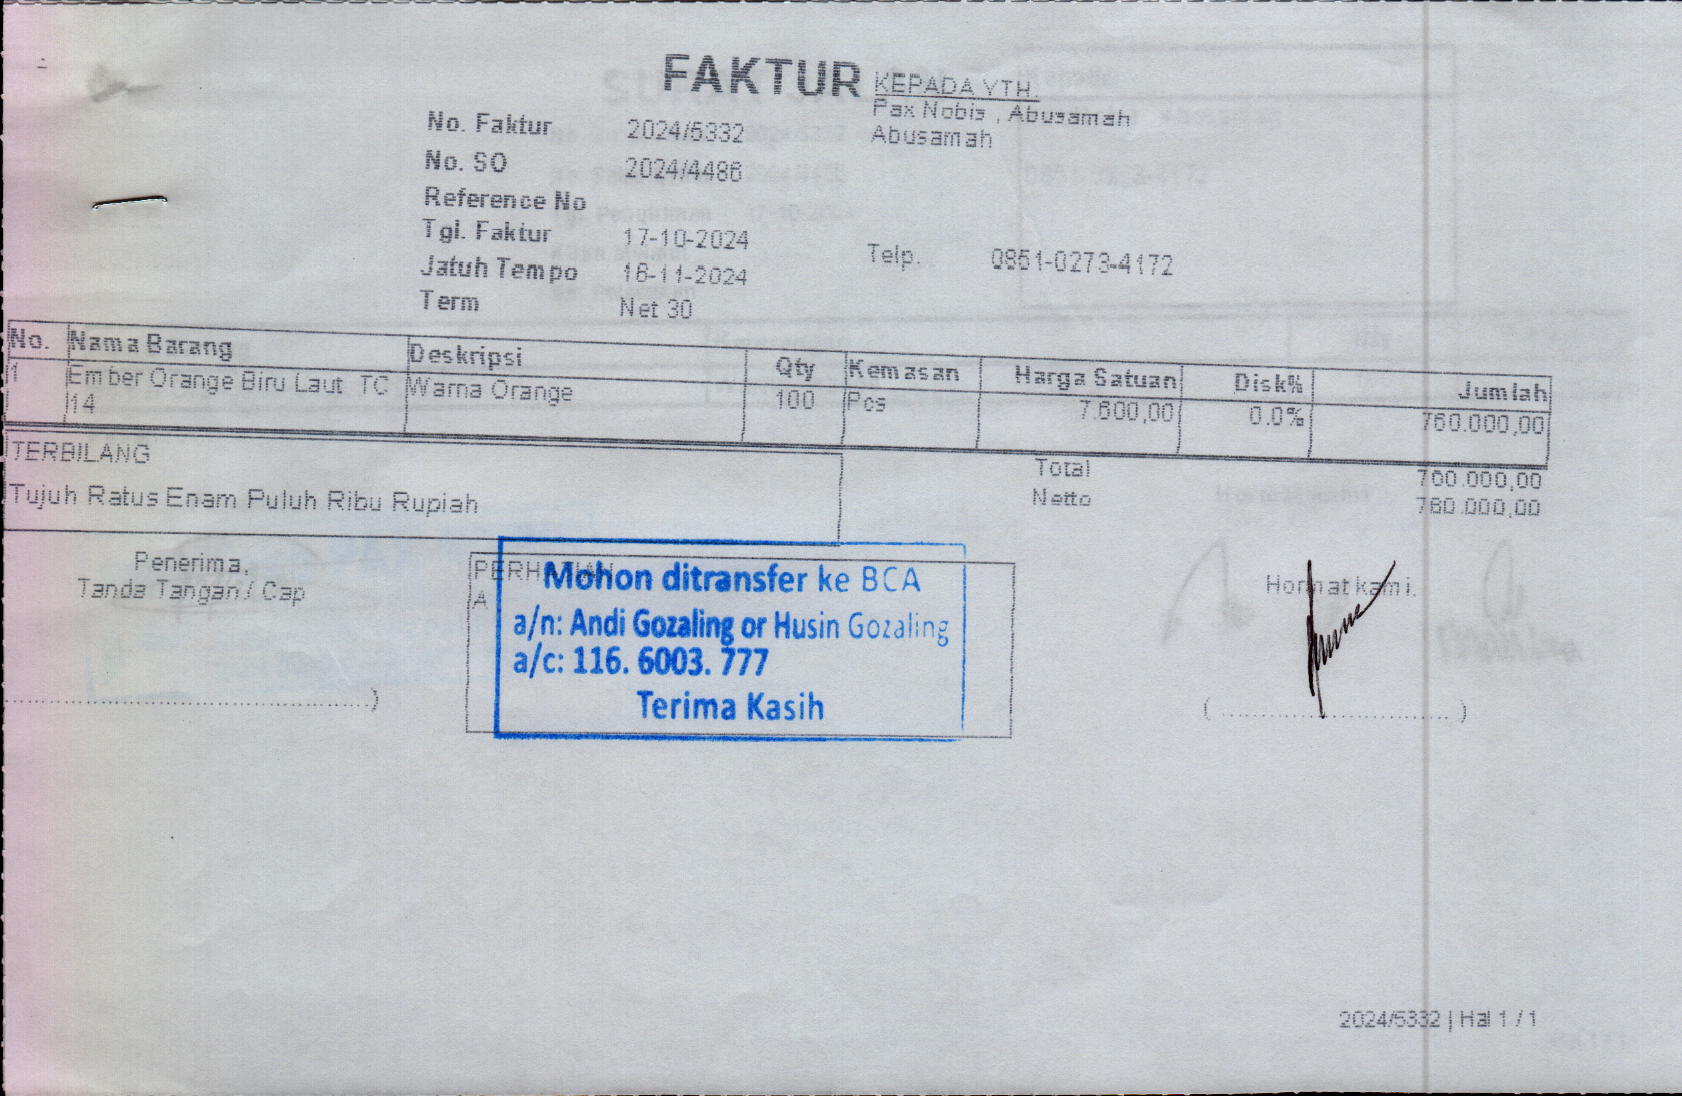 FAKTUR
KEPADA YTH.
Pax Nobis , Abusamah
Abusamah
No. Faktur 2024/5332
No. SO 2024/4486
Reference No
Tgl. Faktur 17-10-2024
Jatuh Tempo 16-11-2024
Term Net 30
Telp. 0851-0273-4172
No. Nama Barang Deskripsi Qty Kemasan Harga Satuan Disk% Jumlah
1 Ember Orange Biru Laut TC Warna Orange 100 Pcs 7.600,00 0.0% 760.000,00
14
TERBILANG
Tujuh Ratus Enam Puluh Ribu Rupiah
Total 760.000,00
Netto 760.000,00
Penerima,
Tanda Tangan / Cap
Mohon ditransfer ke BCA
a/n: Andi Gozaling or Husin Gozaling
a/c: 116. 6003. 777
Terima Kasih
Hormat kami.
2024/5332 | Hal 1 / 1